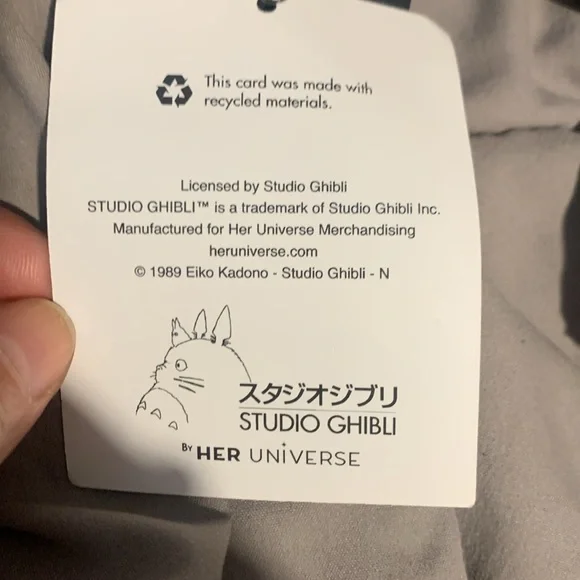 This card was made with
recycled materials.
Licensed by Studio Ghibli
STUDIO GHIBLI™ is a trademark of Studio Ghibli Inc.
Manufactured for Her Universe Merchandising
heruniverse.com
© 1989 Eiko Kadono - Studio Ghibli - N
スタジオジブリ
STUDIO GHIBLI
BY HER UNIVERSE